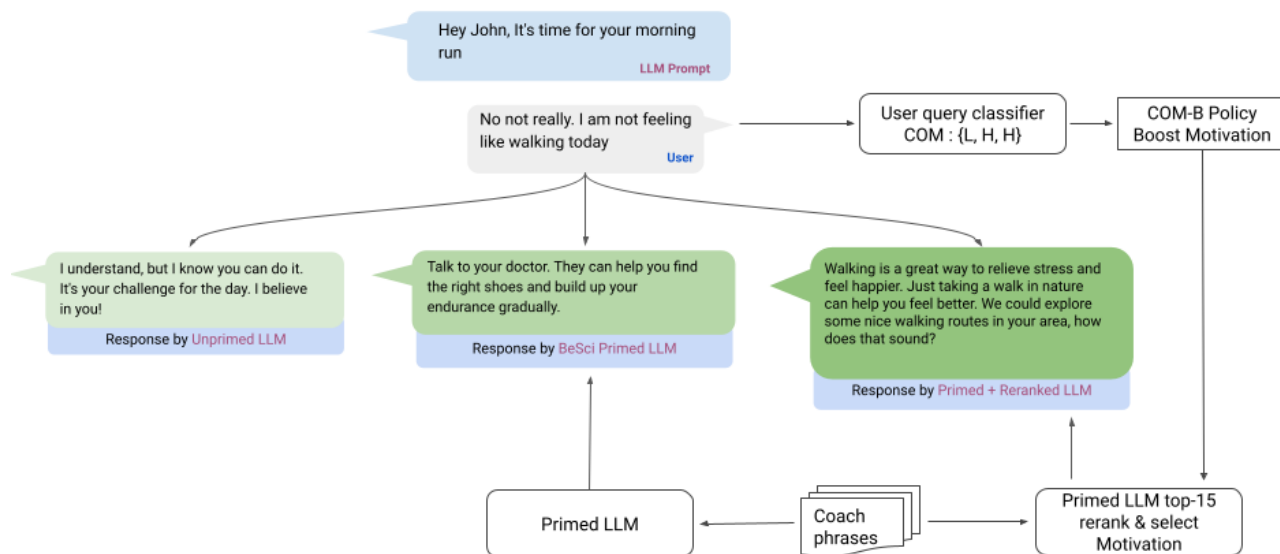 Hey John, It's time for your morning
run
LLM Prompt
No not really. I am not feeling
like walking today
User
User query classifier
COM : {L, H, H}
COM-B Policy
Boost Motivation
I understand, but I know you can do it.
It's your challenge for the day. I believe
in you!
Response by Unprimed LLM
Talk to your doctor. They can help you find
the right shoes and build up your
endurance gradually.
Response by BeSci Primed LLM
Walking is a great way to relieve stress and
feel happier. Just taking a walk in nature
can help you feel better. We could explore
some nice walking routes in your area, how
does that sound?
Response by Primed + Reranked LLM
Primed LLM
Coach
phrases
Primed LLM top-15
rerank & select
Motivation